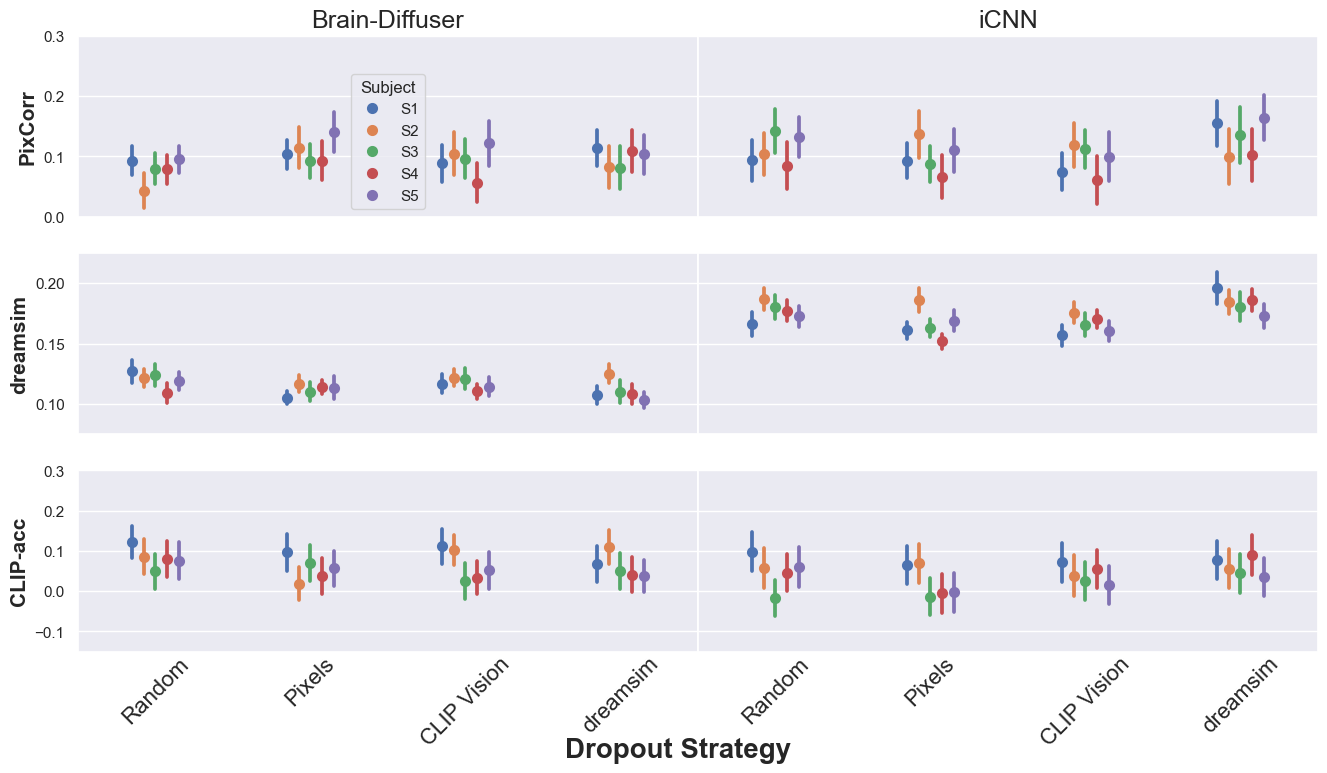 Brain-Diffuser
iCNN
PixCorr
0.3
0.2
0.1
0.0
Subject
S1
S2
S3
S4
S5
dreamsim
0.20
0.15
0.10
CLIP-acc
0.3
0.2
0.1
0.0
−0.1
Random
Pixels
CLIP Vision
dreamsim
Random
Pixels
CLIP Vision
dreamsim
Dropout Strategy